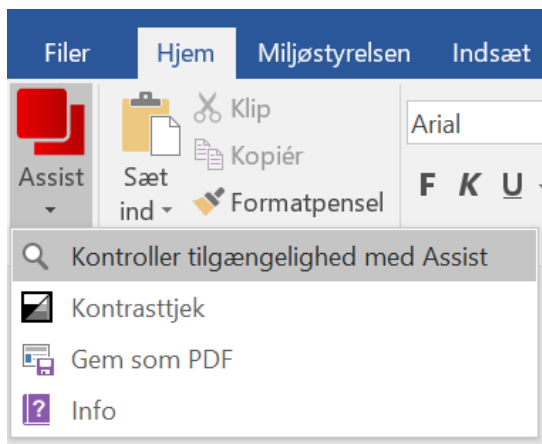 Filer Hjem Miljøstyrelsen Indsæt
Klip
Kopiér
Formatpensel
Assist
Sæt
ind
Arial
F K U
Kontroller tilgængelighed med Assist
Kontrasttjek
Gem som PDF
Info